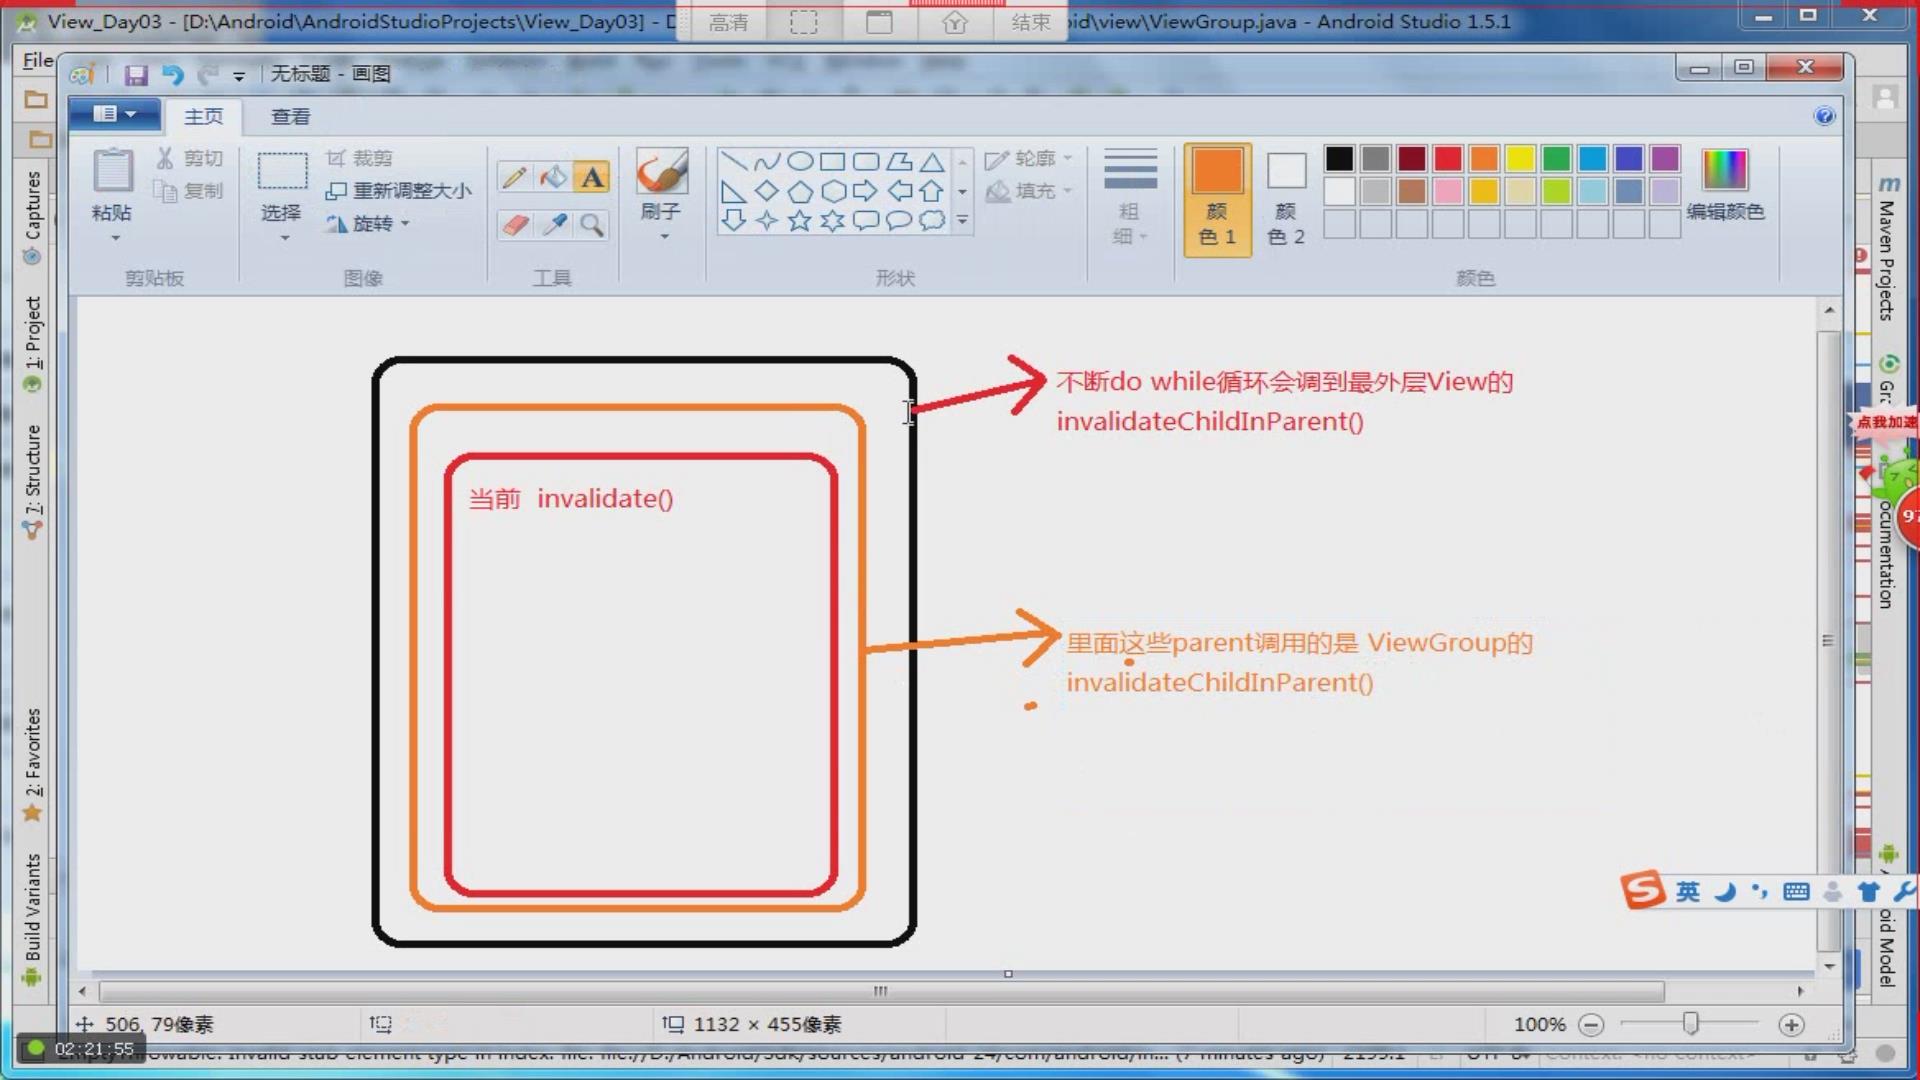 View_Day03 - [D:\Android\AndroidStudioProjects\View_Day03] - D
高清
结束
id\view\ViewGroup.java - Android Studio 1.5.1
File
无标题 - 画图
主页
查看
粘贴
剪切
复制
剪贴板
选择
裁剪
重新调整大小
旋转
图像
A
工具
刷子
形状
轮廓
填充
粗
细
颜
色 1
颜
色 2
编辑颜色
颜色
Captures
1: Project
7: Structure
2: Favorites
Build Variants
Maven Projects
点我加速
97
ocumentation
oid Model
不断do while循环会调到最外层View的
invalidateChildInParent()
当前 invalidate()
里面这些parent调用的是 ViewGroup的
invalidateChildInParent()
英
506, 79像素
1132 × 455像素
100%
02:21:55